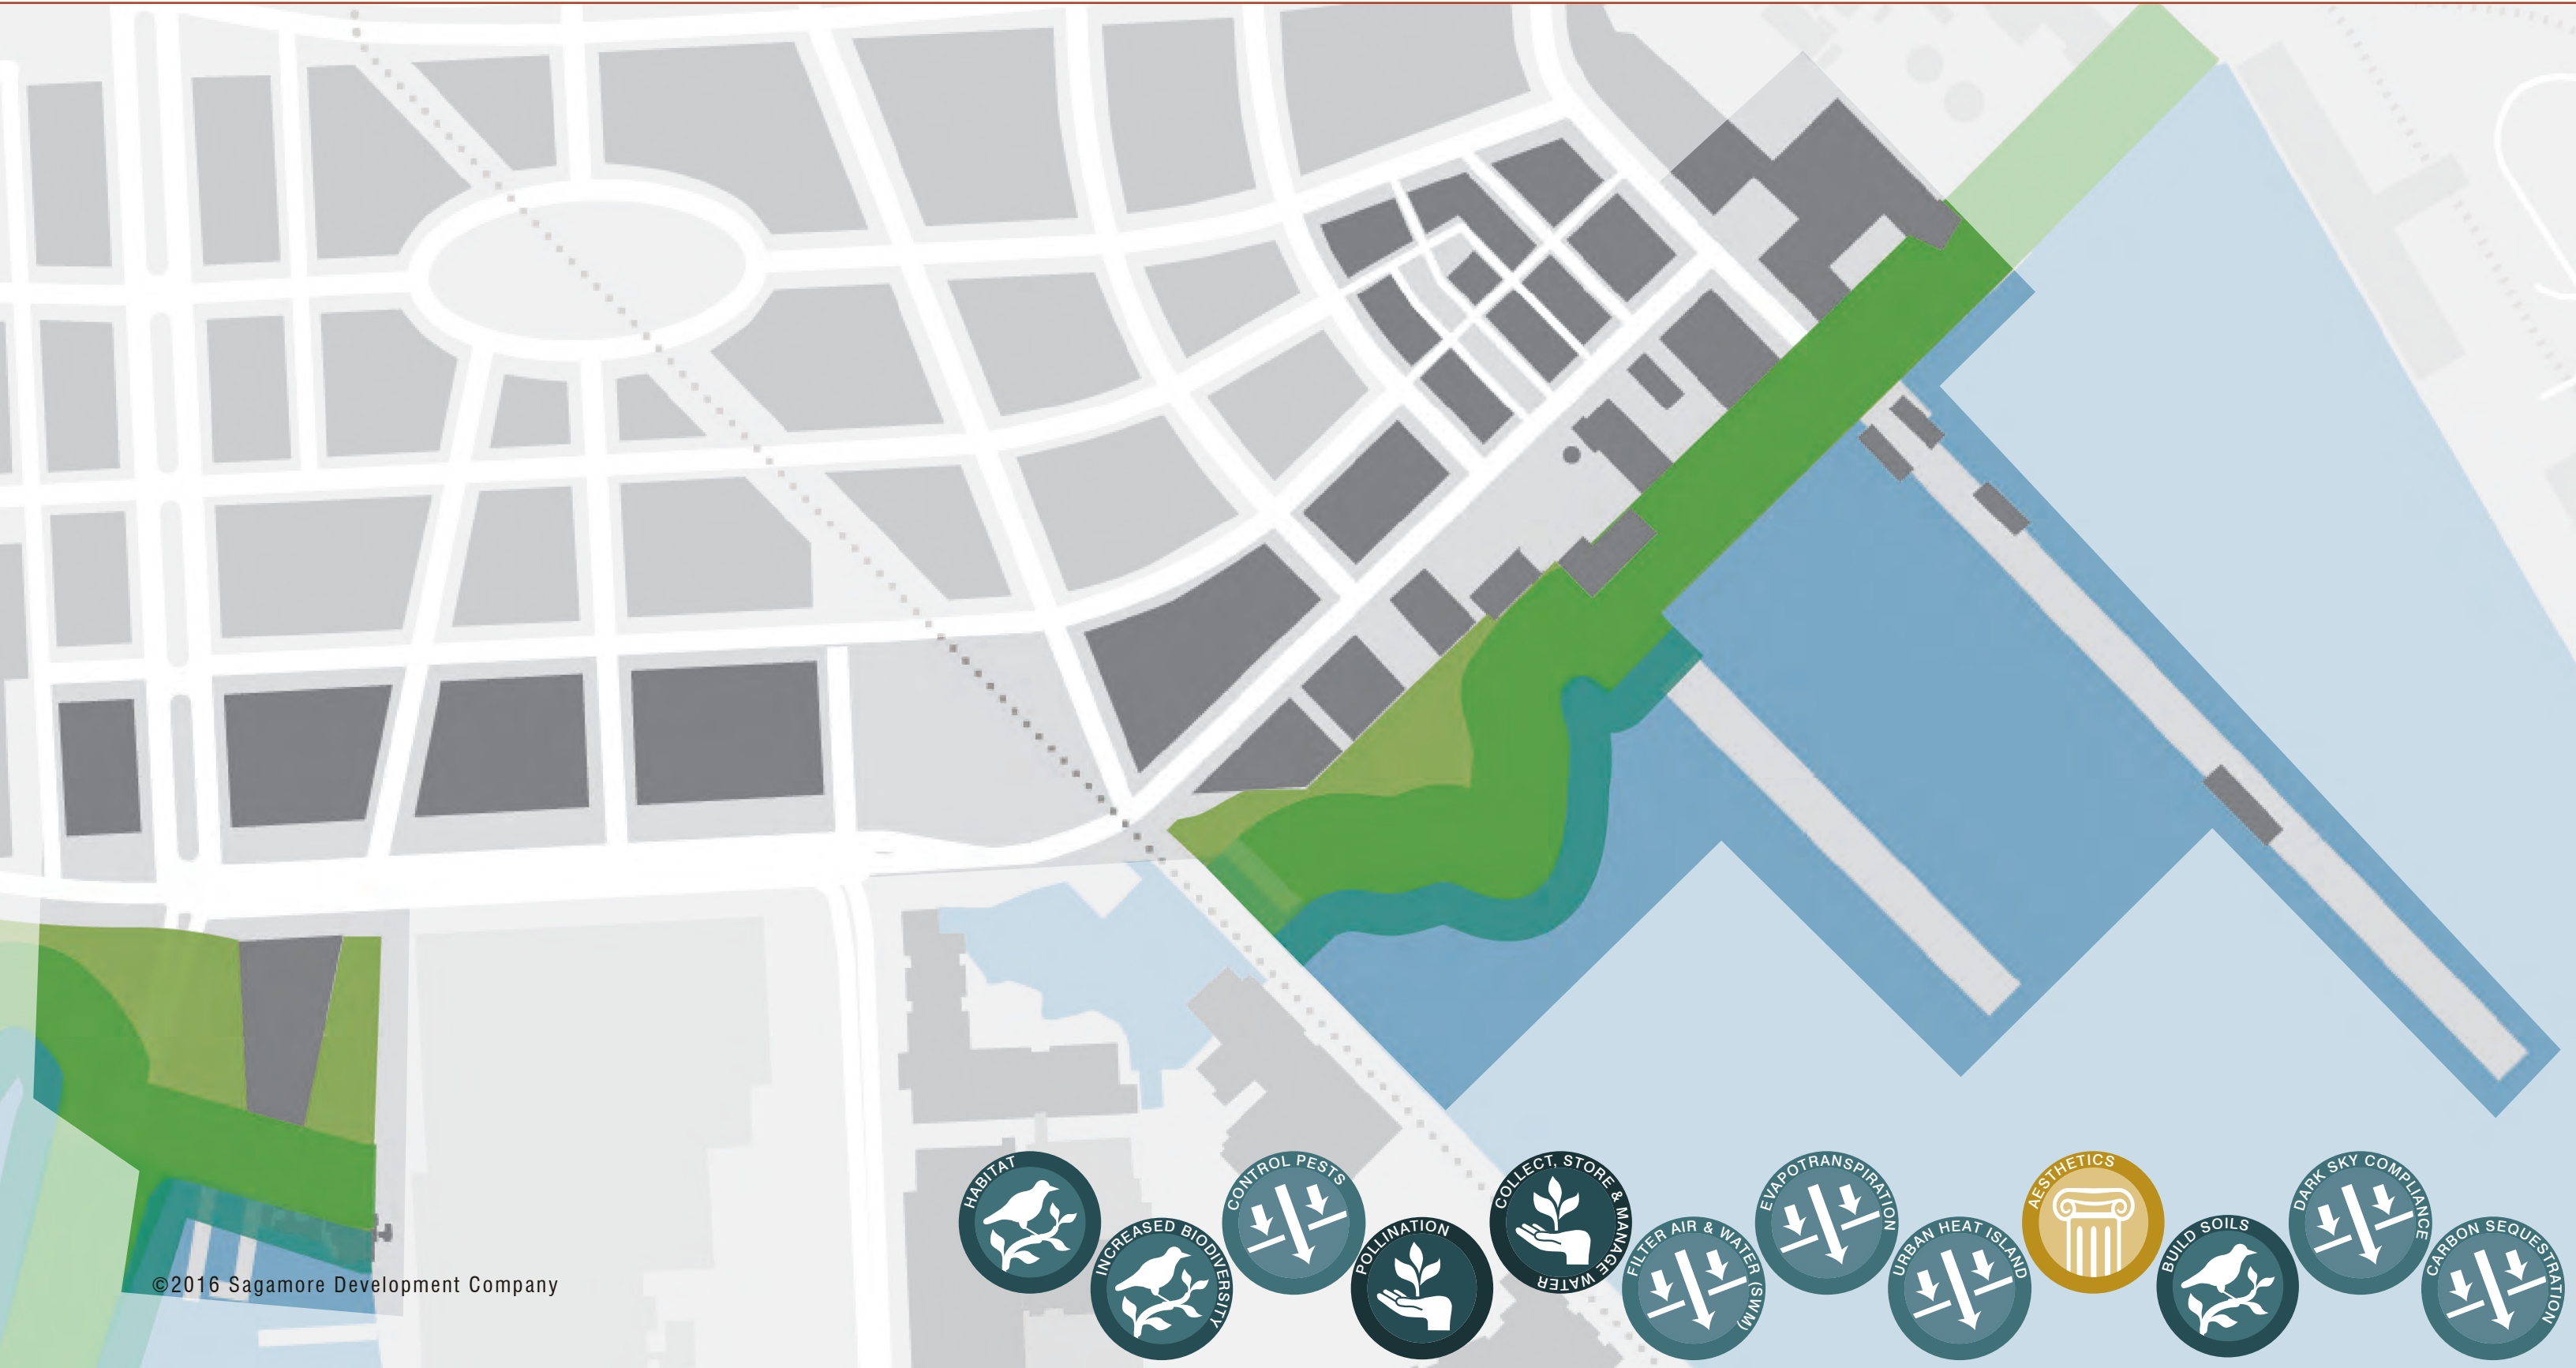 HABITAT
INCREASED BIODIVERSITY
CONTROL PESTS
POLLINATION
COLLECT, STORE & MANAGE WATER
FILTER AIR & WATER (SWM)
EVAPOTRANSPIRATION
URBAN HEAT ISLAND
AESTHETICS
BUILD SOILS
DARK SKY COMPLIANCE
CARBON SEQUESTRATION
©2016 Sagamore Development Company